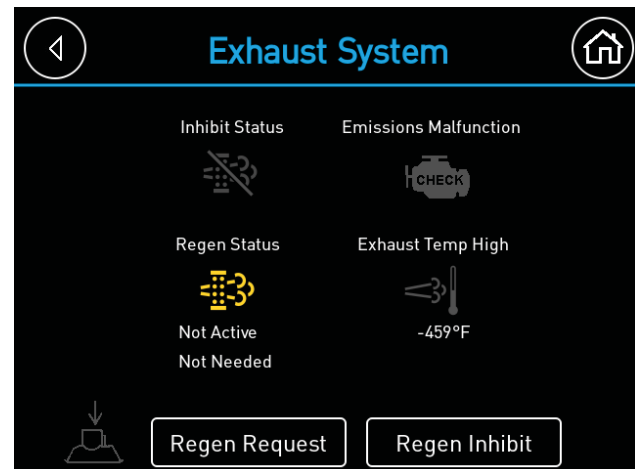 Exhaust System
Inhibit Status
Emissions Malfunction
CHECK
Regen Status
Exhaust Temp High
Not Active
-459°F
Not Needed
Regen Request
Regen Inhibit